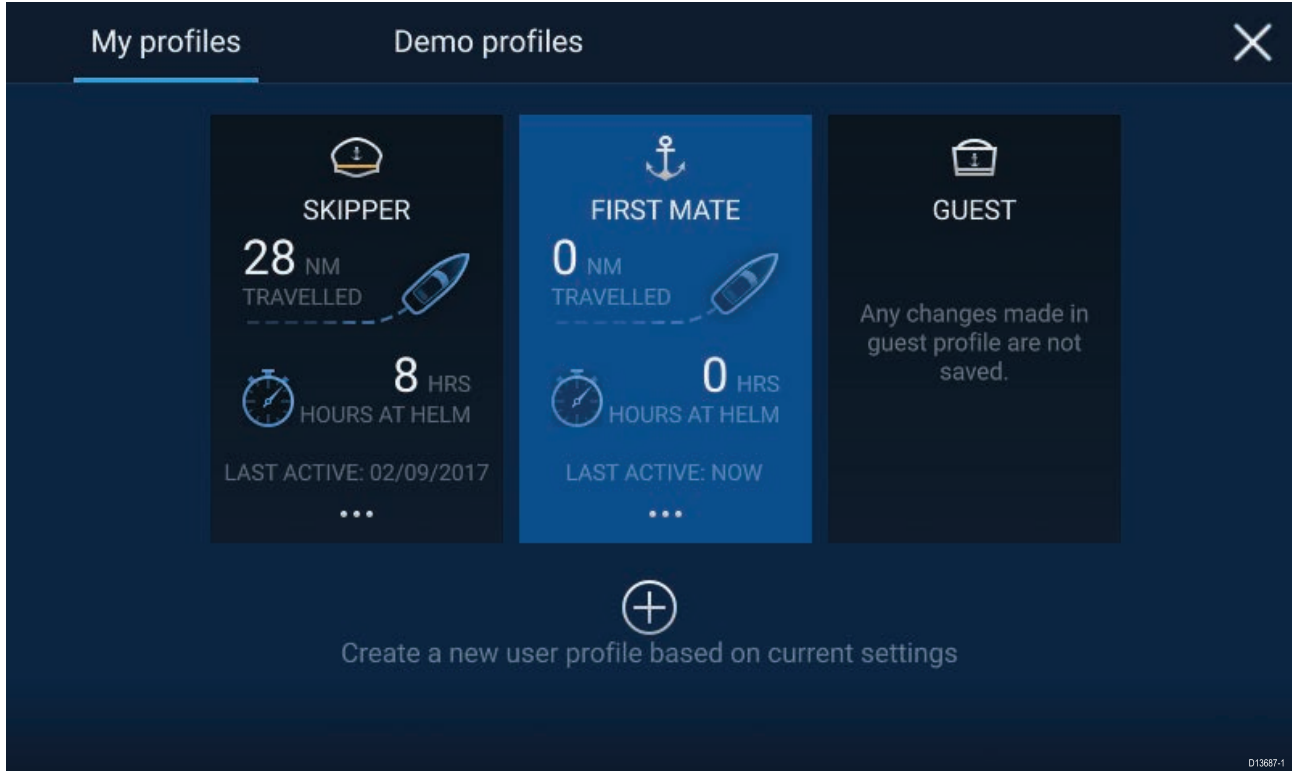 My profiles
Demo profiles
SKIPPER
28 NM
TRAVELLED
8 HRS
HOURS AT HELM
LAST ACTIVE: 02/09/2017
FIRST MATE
0 NM
TRAVELLED
0 HRS
HOURS AT HELM
LAST ACTIVE: NOW
GUEST
Any changes made in
guest profile are not
saved.
Create a new user profile based on current settings
D13687-1